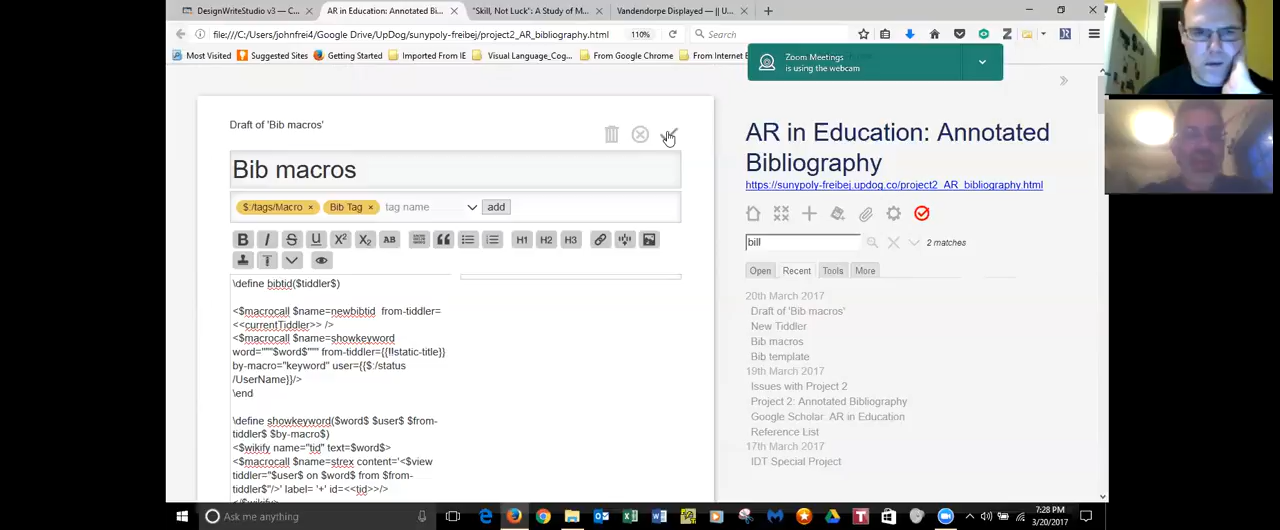 DesignWriteStudio v3 — C...
AR in Education: Annotated Bi...
"Skill, Not Luck": A Study of M...
Vandendorpe Displayed — || U...
file:///C:/Users/johnfrei4/Google Drive/UpDog/sunypoly-freibej/project2_AR_bibliography.html
110%
Search
Most Visited
Getting Started
Imported From IE
Visual Language_Cog...
From Google Chrome
From Internet
Zoom Meetings
is using the webcam
Draft of 'Bib macros'
Bib macros
$:/tags/Macro ×
Bib Tag ×
tag name
add
B I S U X² X₂ AB
H1 H2 H3
\define bibtid($tiddler$)
<$macrocall $name=newbibtid from-tiddler=
<<currentTiddler>> />
<$macrocall $name=showkeyword
word="""$word$""" from-tiddler={{!!static-title}}
by-macro="keyword" user={{$:/status
/UserName}}/>
\end
\define showkeyword($word$ $user$ $from-
tiddler$ $by-macro$)
<$wikify name="tid" text=$word$>
<$macrocall $name=strex content='<$view
tiddler="$user$ on $word$ from $from-
tiddler$"/>' label= '+' id=<<tid>>/>
</$wikify>
AR in Education: Annotated
Bibliography
https://sunypoly-freibej.updog.co/project2_AR_bibliography.html
bill
2 matches
Open
Recent
Tools
More
20th March 2017
Draft of 'Bib macros'
New Tiddler
Bib macros
Bib template
19th March 2017
Issues with Project 2
Project 2: Annotated Bibliography
Google Scholar: AR in Education
Reference List
17th March 2017
IDT Special Project
Ask me anything
7:28 PM
3/20/2017